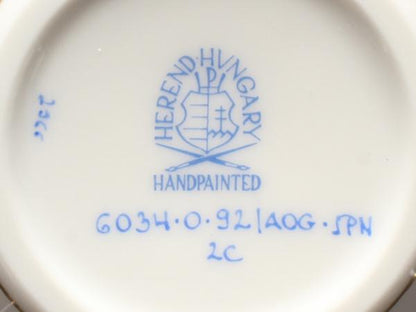 HEREND·HUNGARY
HANDPAINTED
6034·0·92/AOG·SPN
2C